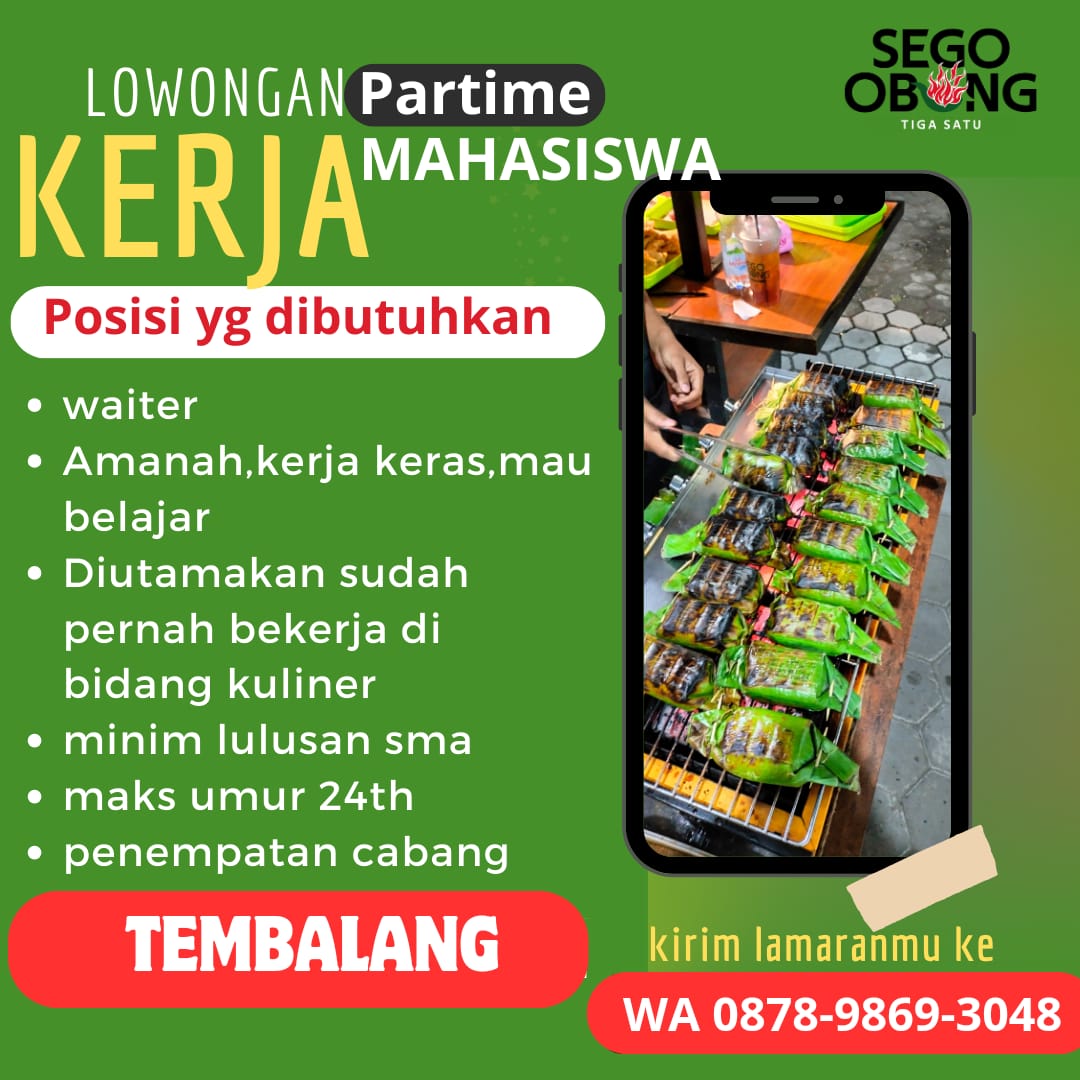 SEGO
OBONG
TIGA SATU
LOWONGAN Partime
KERJA MAHASISWA
Posisi yg dibutuhkan
• waiter
• Amanah,kerja keras,mau
belajar
• Diutamakan sudah
pernah bekerja di
bidang kuliner
• minim lulusan sma
• maks umur 24th
• penempatan cabang
TEMBALANG
kirim lamaranmu ke
WA 0878-9869-3048